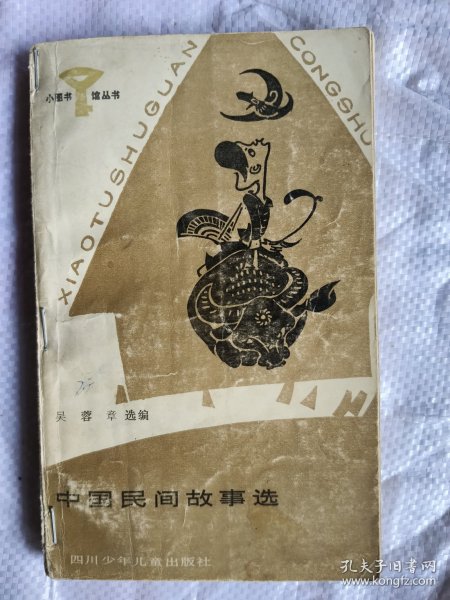 小图书馆丛书
XIAOTUSHUGUAN
CONGSHU
吴蓉章选编
中国民间故事选
四川少年儿童出版社
孔夫子旧书网
www.kongfz.com